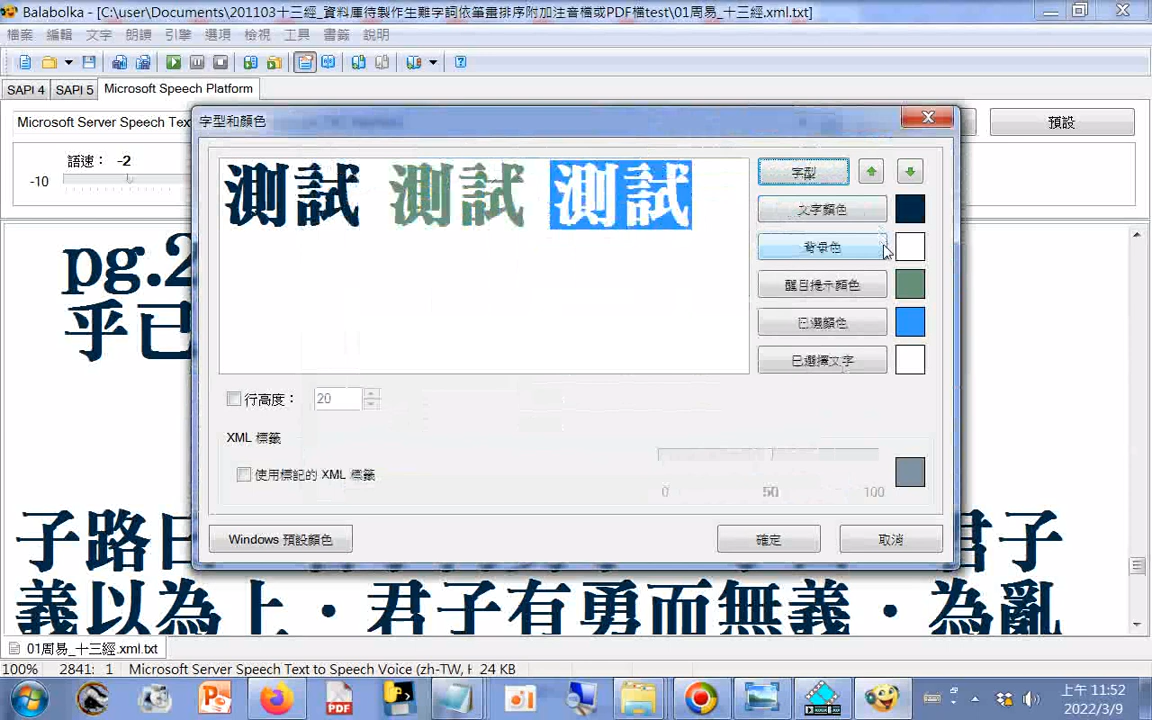 Balabolka - [C:\user\Documents\201103十三經_資料庫待製作生難字詞依筆畫排序附加注音檔或PDF檔test\01周易_十三經.xml.txt]
檔案 編輯 文字 朗讀 引擎 選項 檢視 工具 書籤 說明
SAPI 4 SAPI 5 Microsoft Speech Platform
Microsoft Server Speech Tex
預設
語速： -2
-10
字型和顏色
測試 測試 測試
字型
文字顏色
背景色
醒目提示顏色
已選顏色
已選擇文字
行高度： 20
XML 標籤
使用標記的 XML 標籤
0 50 100
Windows 預設顏色
確定 取消
pg.2
乎已
子路曰
君子
義以為上．君子有勇而無義．為亂
01周易_十三經.xml.txt
100% 2841: 1 Microsoft Server Speech Text to Speech Voice (zh-TW, H 24 KB
PDF
上午 11:52
2022/3/9